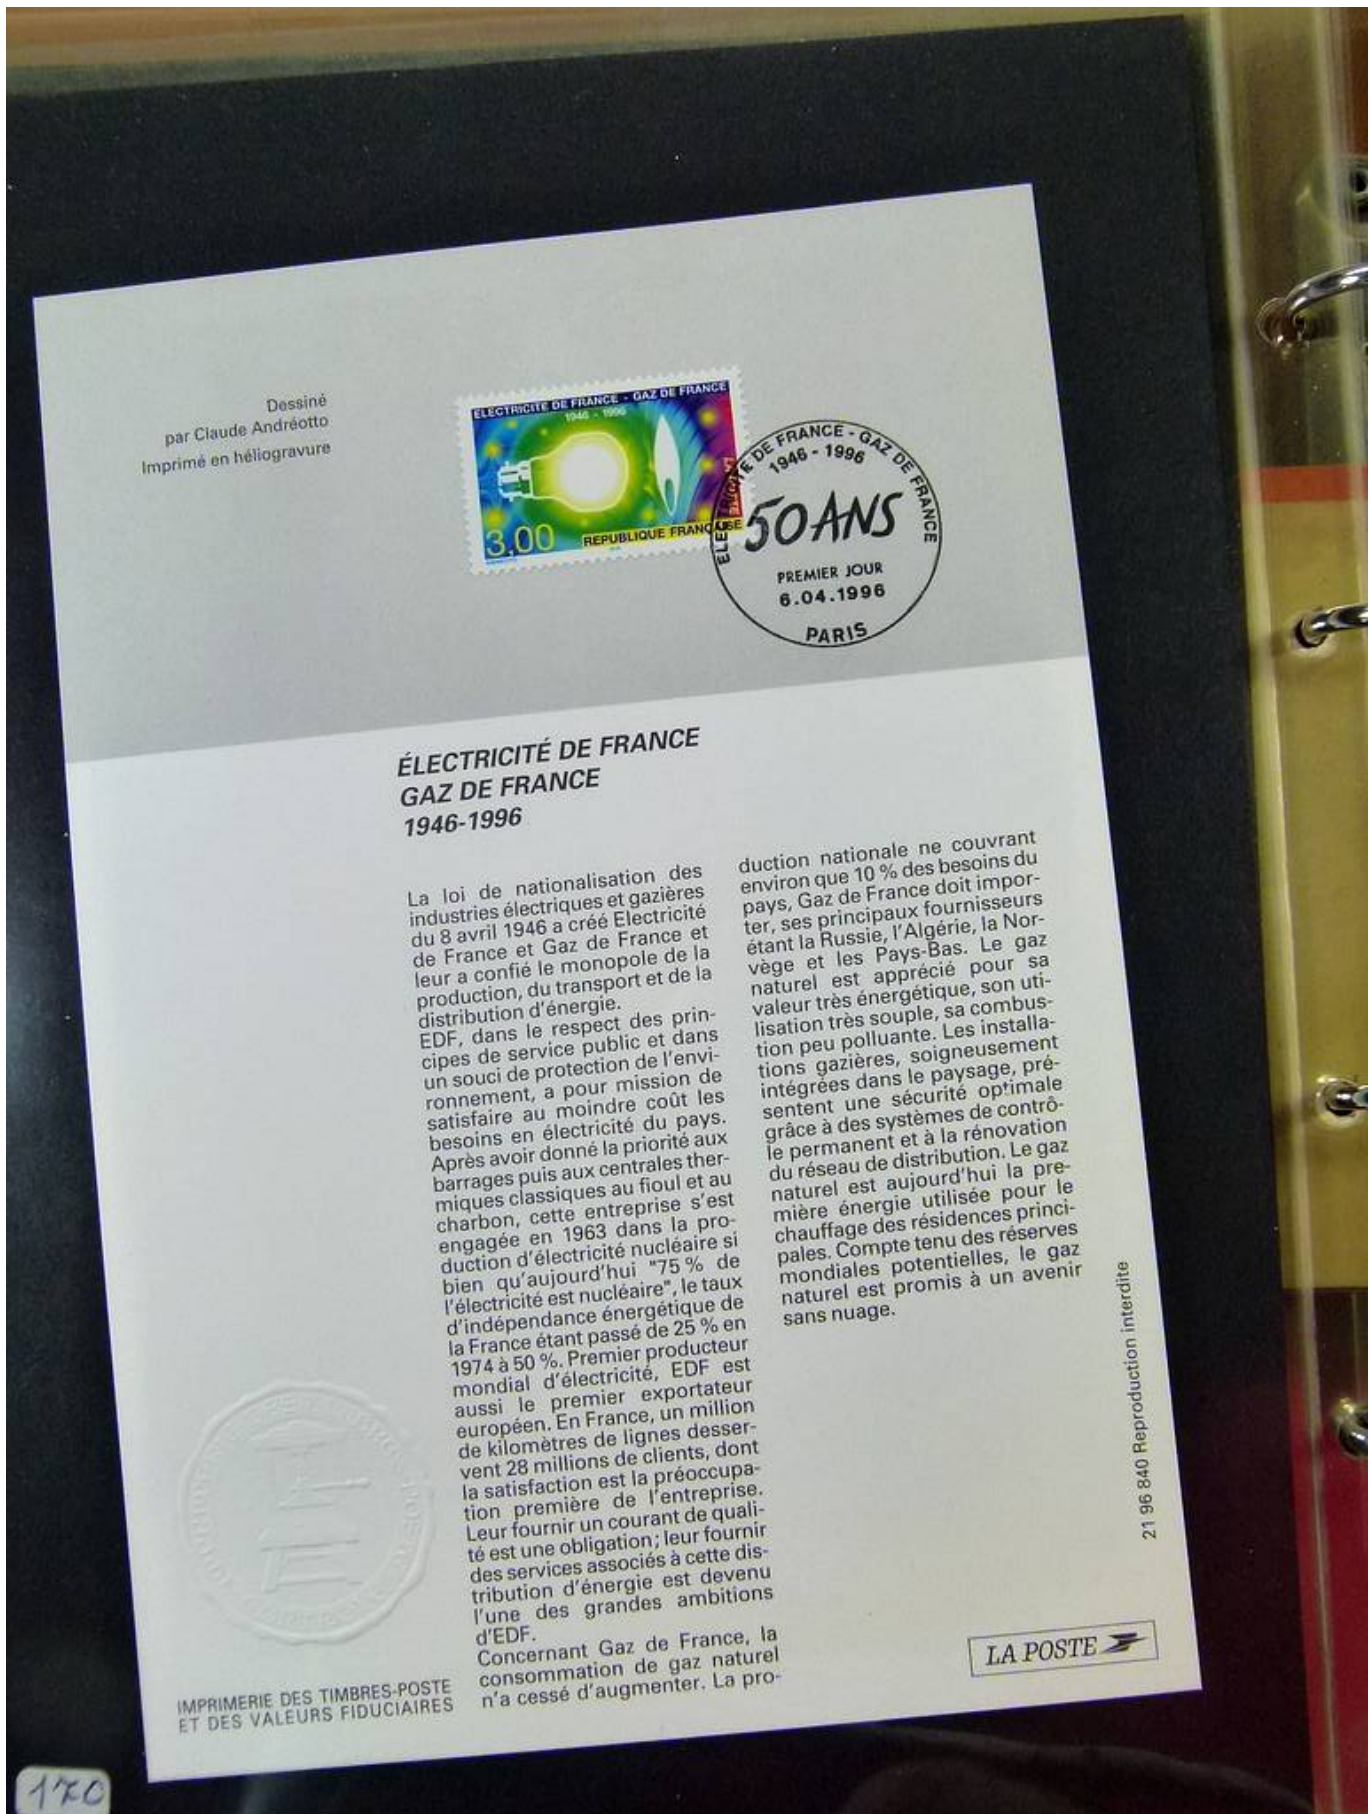 Dessiné
par Claude Andréotto
Imprimé en héliogravure
ELECTRICITE DE FRANCE - GAZ DE FRANCE
1946 - 1996
LA POSTE
3,00
REPUBLIQUE FRANÇAISE
ELECTRICITE DE FRANCE - GAZ DE FRANCE
1946 - 1996
50 ANS
PREMIER JOUR
6.04.1996
PARIS
ÉLECTRICITÉ DE FRANCE
GAZ DE FRANCE
1946-1996
La loi de nationalisation des
industries électriques et gazières
du 8 avril 1946 a créé Electricité
de France et Gaz de France et
leur a confié le monopole de la
production, du transport et de la
distribution d'énergie.
EDF, dans le respect des prin-
cipes de service public et dans
un souci de protection de l'envi-
ronnement, a pour mission de
satisfaire au moindre coût les
besoins en électricité du pays.
Après avoir donné la priorité aux
barrages puis aux centrales ther-
miques classiques au fioul et au
charbon, cette entreprise s'est
engagée en 1963 dans la pro-
duction d'électricité nucléaire si
bien qu'aujourd'hui "75 % de
l'électricité est nucléaire", le taux
d'indépendance énergétique de
la France étant passé de 25 % en
1974 à 50 %. Premier producteur
mondial d'électricité, EDF est
aussi le premier exportateur
européen. En France, un million
de kilomètres de lignes desser-
vent 28 millions de clients, dont
la satisfaction est la préoccupa-
tion première de l'entreprise.
Leur fournir un courant de quali-
té est une obligation ; leur fournir
des services associés à cette dis-
tribution d'énergie est devenu
l'une des grandes ambitions
d'EDF.
Concernant Gaz de France, la
consommation de gaz naturel
n'a cessé d'augmenter. La pro-
duction nationale ne couvrant
environ que 10 % des besoins du
pays, Gaz de France doit impor-
ter, ses principaux fournisseurs
étant la Russie, l'Algérie, la Nor-
vège et les Pays-Bas. Le gaz
naturel est apprécié pour sa
valeur très énergétique, son uti-
lisation très souple, sa combus-
tion peu polluante. Les installa-
tions gazières, soigneusement
intégrées dans le paysage, pré-
sentent une sécurité optimale
grâce à des systèmes de contrô-
le permanent et à la rénovation
du réseau de distribution. Le gaz
naturel est aujourd'hui la pre-
mière énergie utilisée pour le
chauffage des résidences princi-
pales. Compte tenu des réserves
mondiales potentielles, le gaz
naturel est promis à un avenir
sans nuage.
21 96 840 Reproduction interdite
IMPRIMERIE DES TIMBRES-POSTE
ET DES VALEURS FIDUCIAIRES
LA POSTE
170